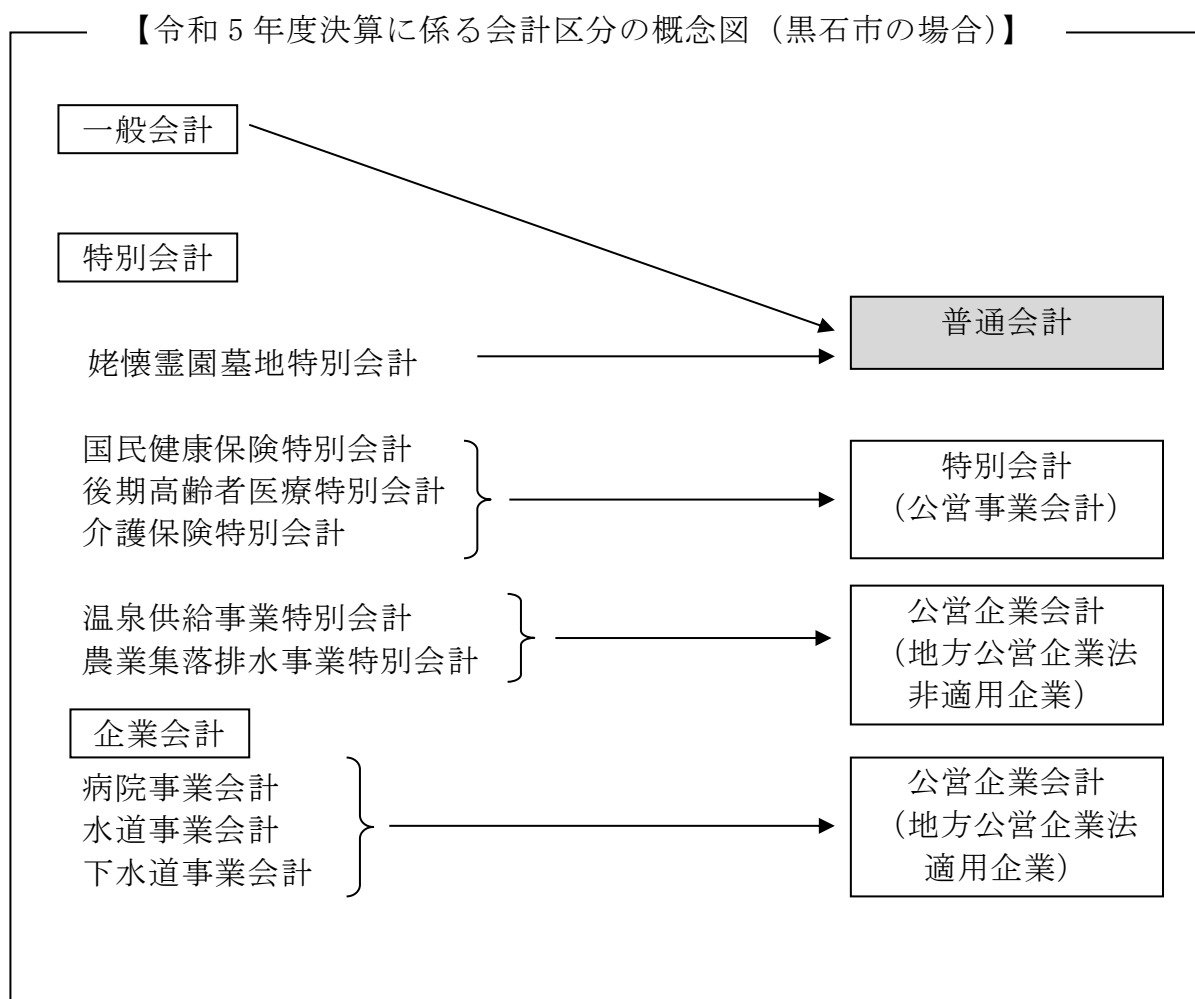 【令和5年度決算に係る会計区分の概念図（黒石市の場合）】
一般会計
特別会計
普通会計
姥懐霊園墓地特別会計
国民健康保険特別会計
後期高齢者医療特別会計
介護保険特別会計
特別会計
（公営事業会計）
温泉供給事業特別会計
農業集落排水事業特別会計
公営企業会計
（地方公営企業法
非適用企業）
企業会計
病院事業会計
水道事業会計
下水道事業会計
公営企業会計
（地方公営企業法
適用企業）